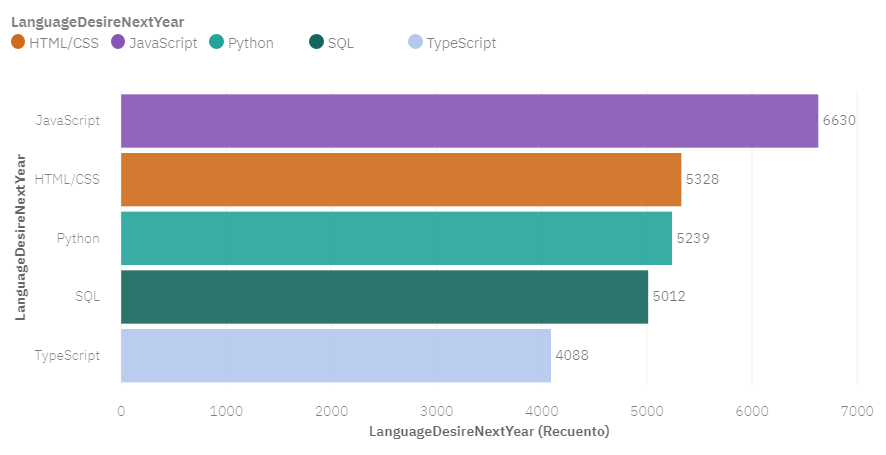 LanguageDesireNextYear
HTML/CSS JavaScript Python SQL TypeScript
LanguageDesireNextYear
JavaScript 6630
HTML/CSS 5328
Python 5239
SQL 5012
TypeScript 4088
0 1000 2000 3000 4000 5000 6000 7000
LanguageDesireNextYear (Recuento)